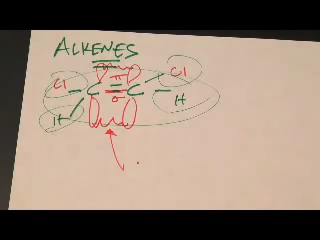 ALKENES
π
Cl Cl
C = C
σ
H H